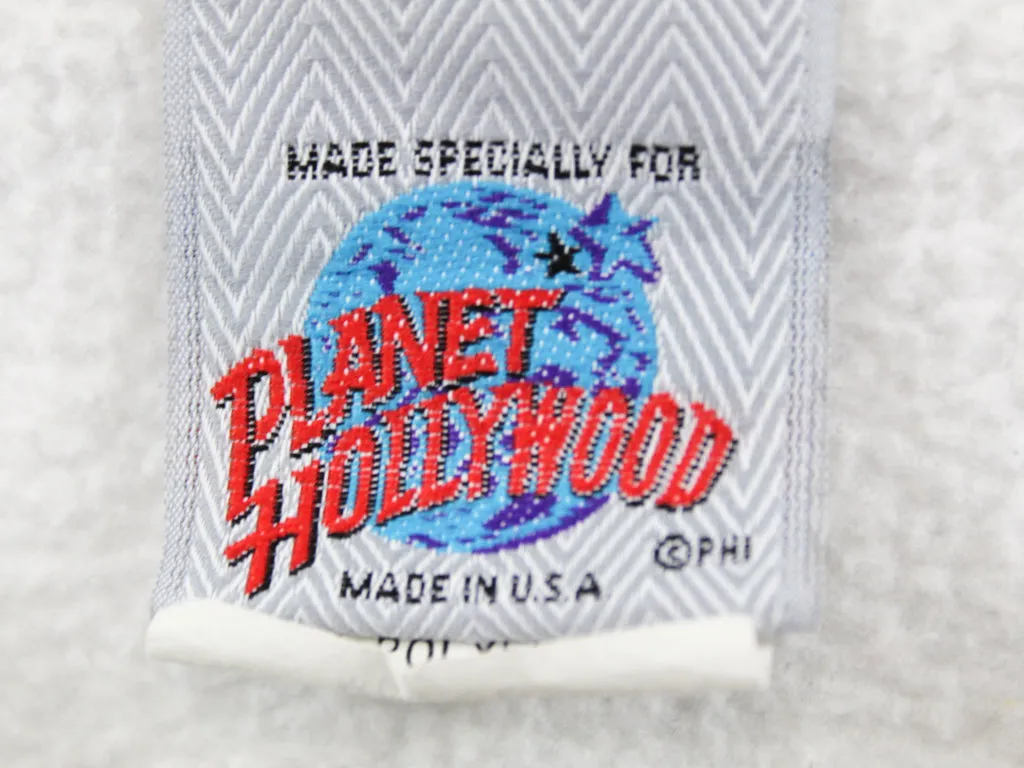 MADE SPECIALLY FOR
PLANET
HOLLYWOOD
©PHI
MADE IN U.S.A.